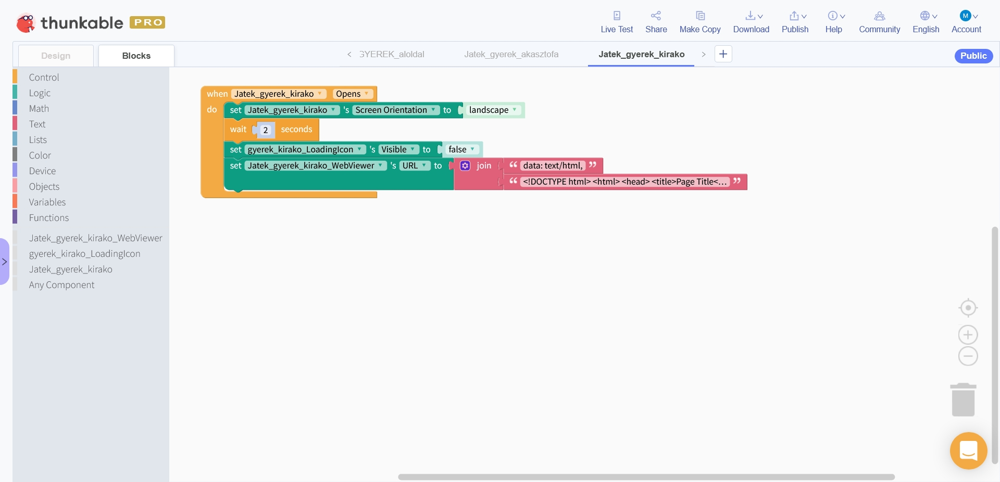 thunkable PRO
Live Test Share Make Copy Download Publish Help Community English M Account
Design Blocks < GYEREK_aloldal Jatek_gyerek_akasztofa Jatek_gyerek_kirako > + Public
Control
Logic
Math
Text
Lists
Color
Device
Objects
Variables
Functions
Jatek_gyerek_kirako_WebViewer
gyerek_kirako_LoadingIcon
Jatek_gyerek_kirako
Any Component
when Jatek_gyerek_kirako Opens
do set Jatek_gyerek_kirako 's Screen Orientation to landscape
wait 2 seconds
set gyerek_kirako_LoadingIcon 's Visible to false
set Jatek_gyerek_kirako_WebViewer 's URL to join “ data: text/html, ”
“ <!DOCTYPE html> <html> <head> <title>Page Title<... ”